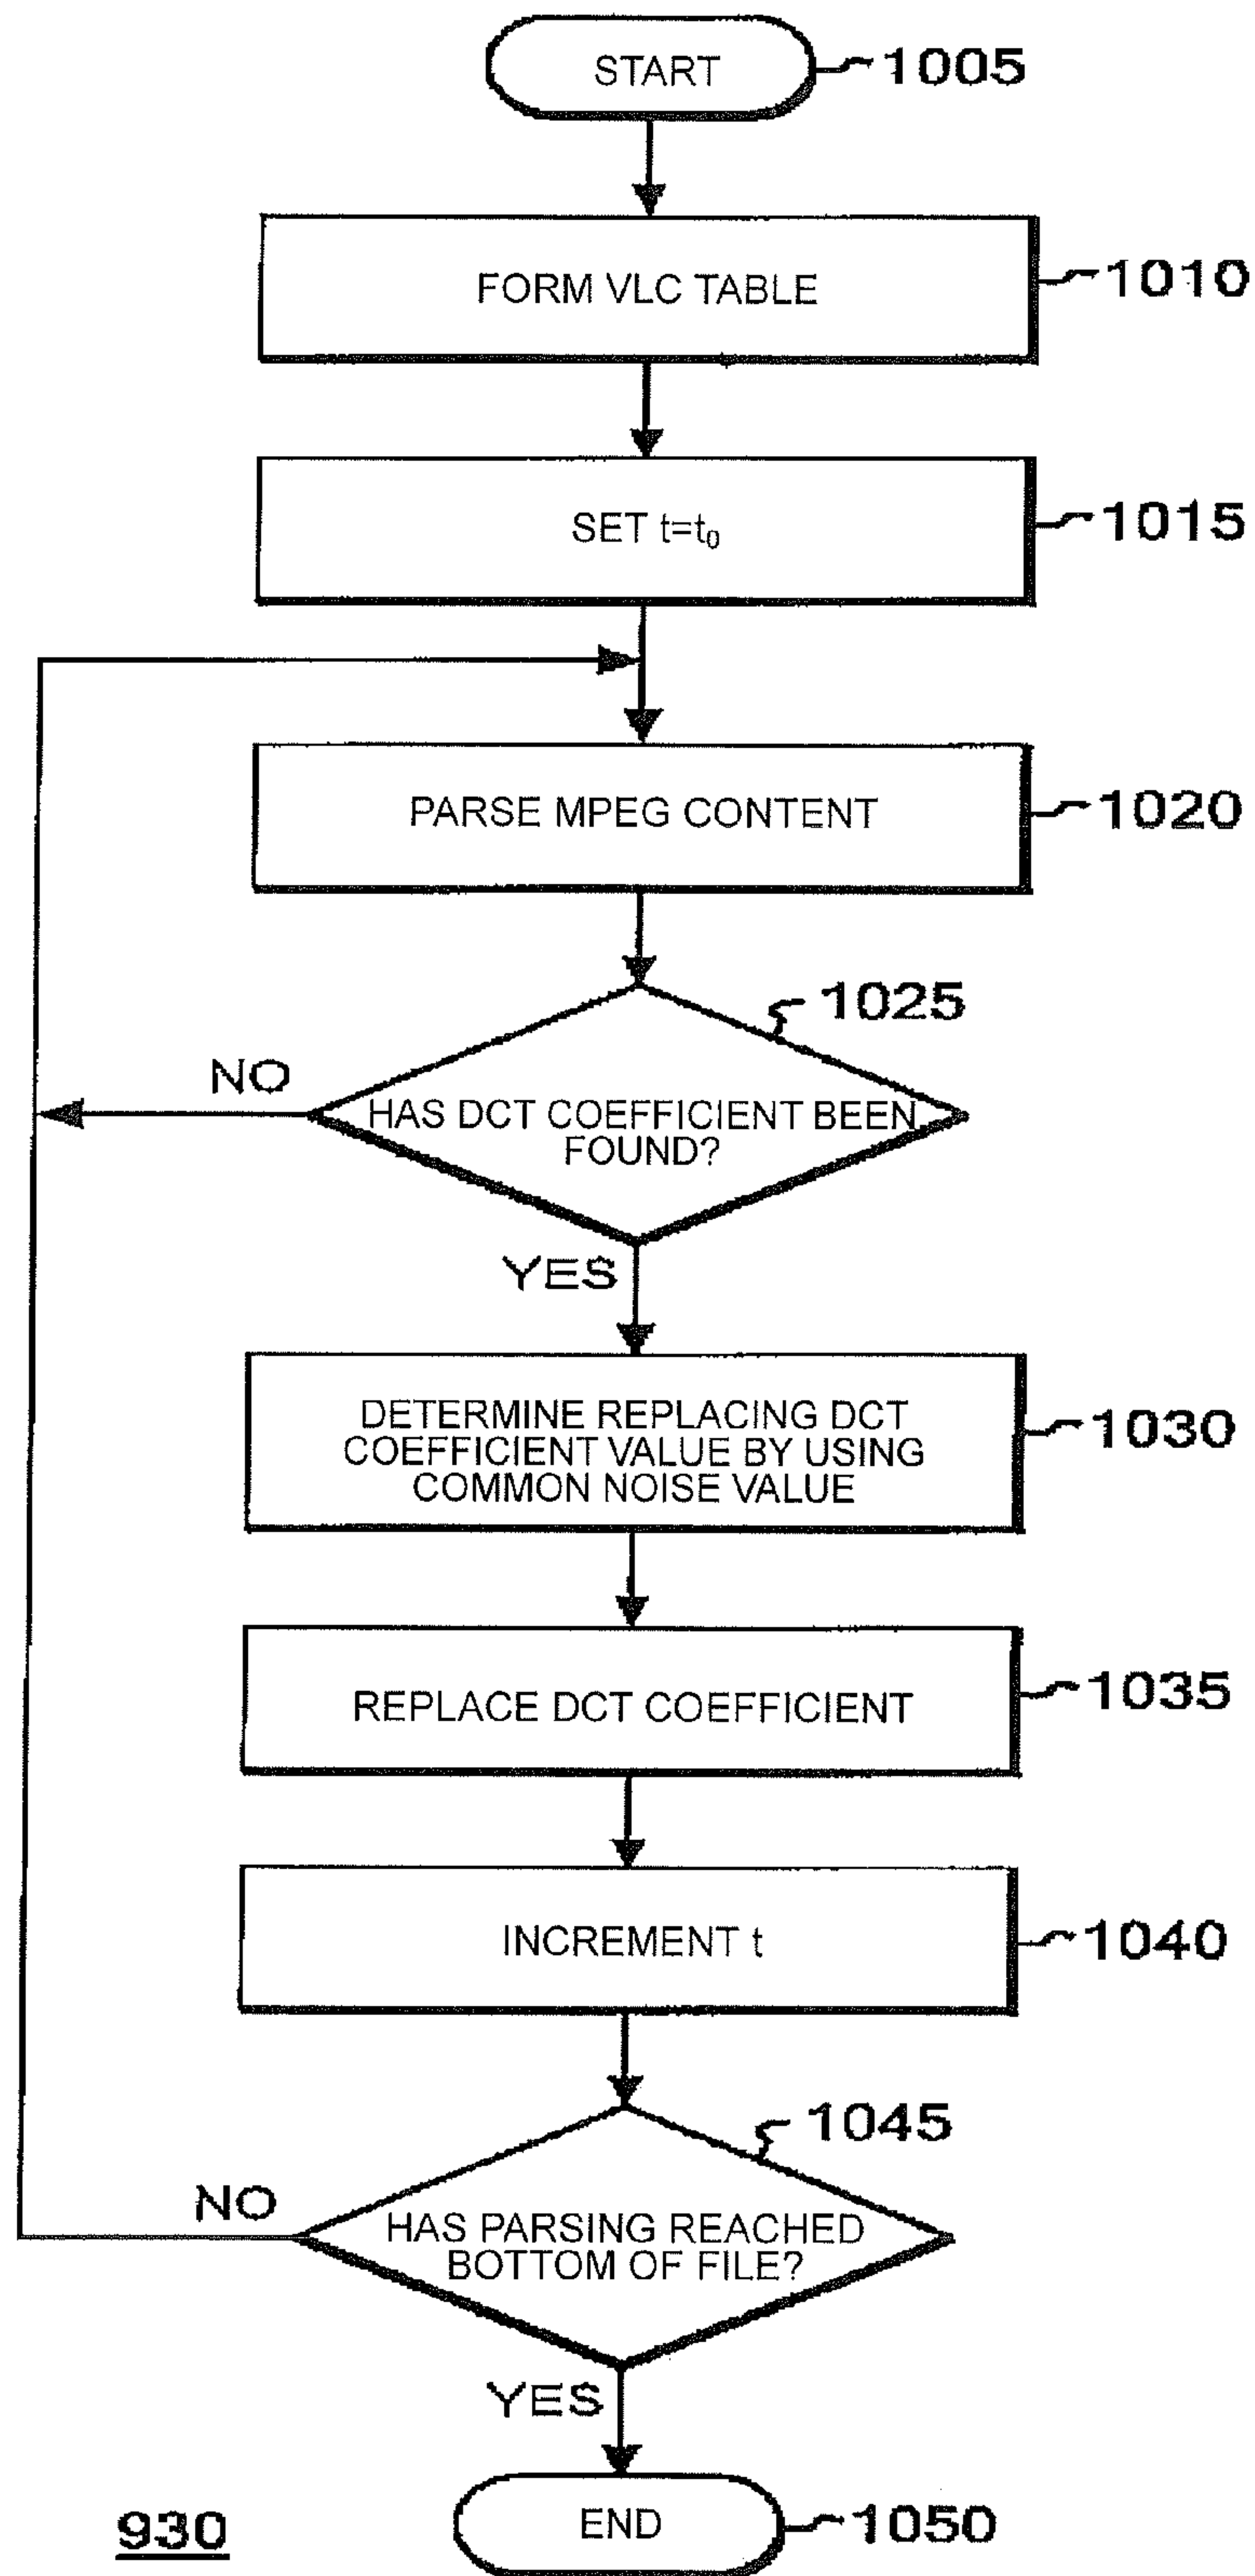 START
1005
FORM VLC TABLE
1010
SET t=t₀
1015
PARSE MPEG CONTENT
1020
1025
NO
HAS DCT COEFFICIENT BEEN
FOUND?
YES
DETERMINE REPLACING DCT
COEFFICIENT VALUE BY USING
COMMON NOISE VALUE
1030
REPLACE DCT COEFFICIENT
1035
INCREMENT t
1040
1045
NO
HAS PARSING REACHED
BOTTOM OF FILE?
YES
END
1050
930